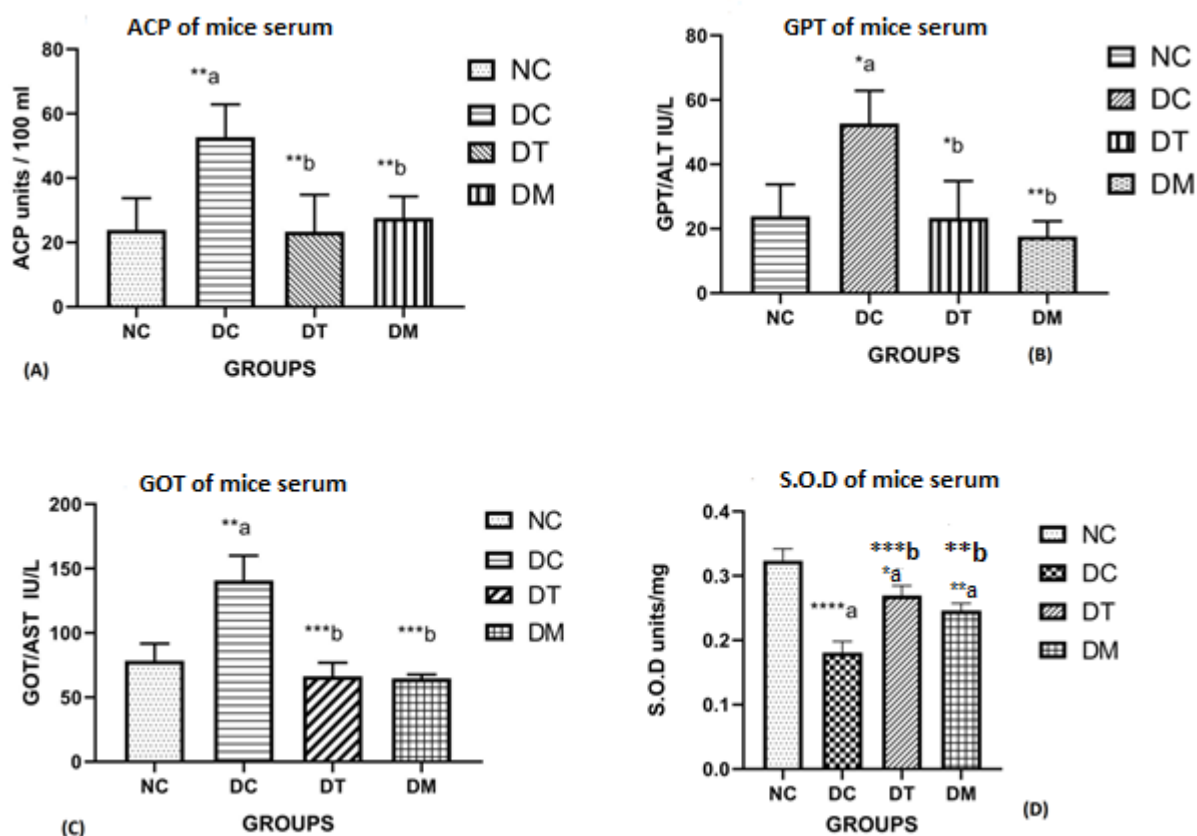 ACP of mice serum
ACP units / 100 ml
80
60
40
20
0
**a
**b
**b
NC
DC
DT
DM
NC
DC
DT
DM
GROUPS
(A)
GPT of mice serum
GPT/ALT IU/L
80
60
40
20
0
*a
*b
**b
NC
DC
DT
DM
NC
DC
DT
DM
GROUPS
(B)
GOT of mice serum
GOT/AST IU/L
200
150
100
50
0
**a
***b
***b
NC
DC
DT
DM
NC
DC
DT
DM
GROUPS
(C)
S.O.D of mice serum
S.O.D units/mg
0.4
0.3
0.2
0.1
0.0
****a
***b
*a
**b
**a
NC
DC
DT
DM
NC
DC
DT
DM
GROUPS
(D)